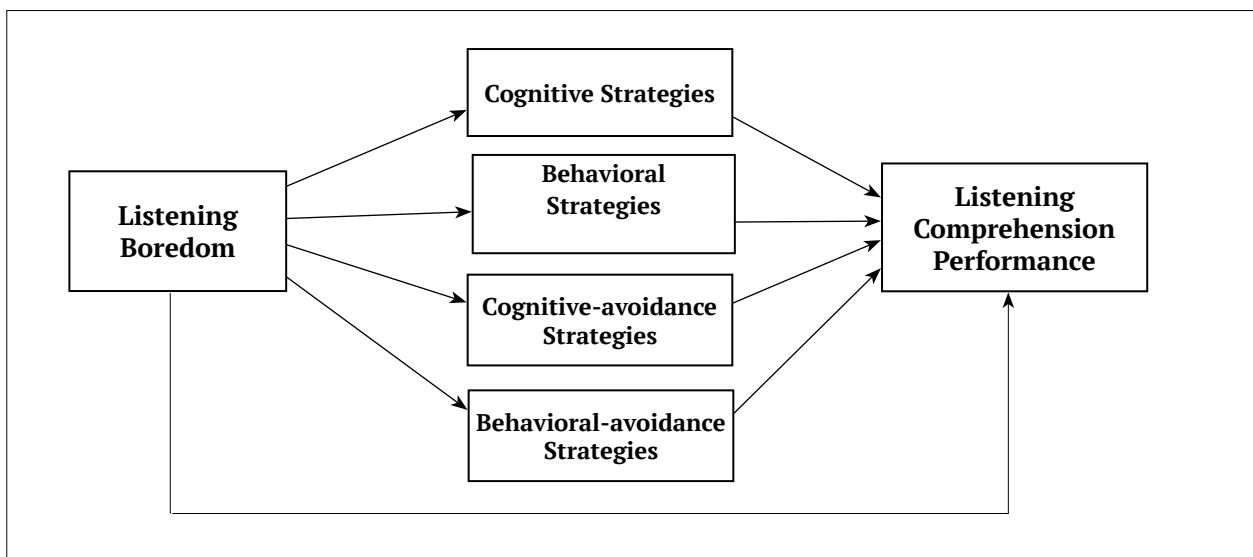 Cognitive Strategies
Behavioral
Strategies
Listening
Boredom
Listening
Comprehension
Performance
Cognitive-avoidance
Strategies
Behavioral-avoidance
Strategies